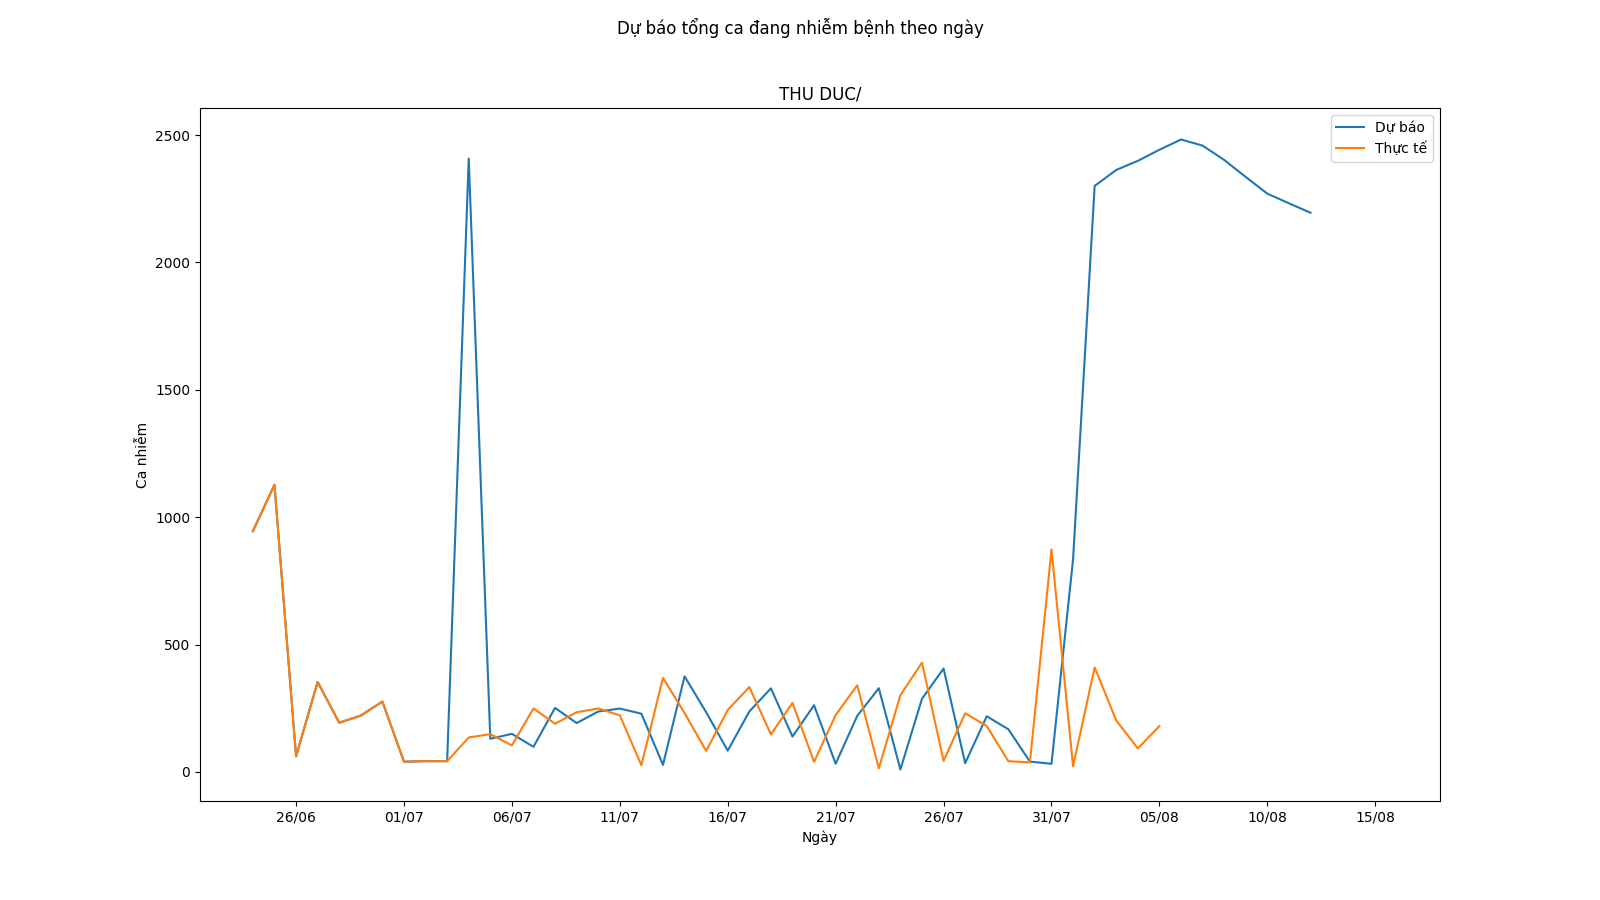 Dự báo tổng ca đang nhiễm bệnh theo ngày
THU DUC/
Dự báo
Thực tế
Ca nhiễm
2500
2000
1500
1000
500
0
26/06
01/07
06/07
11/07
16/07
21/07
26/07
31/07
05/08
10/08
15/08
Ngày